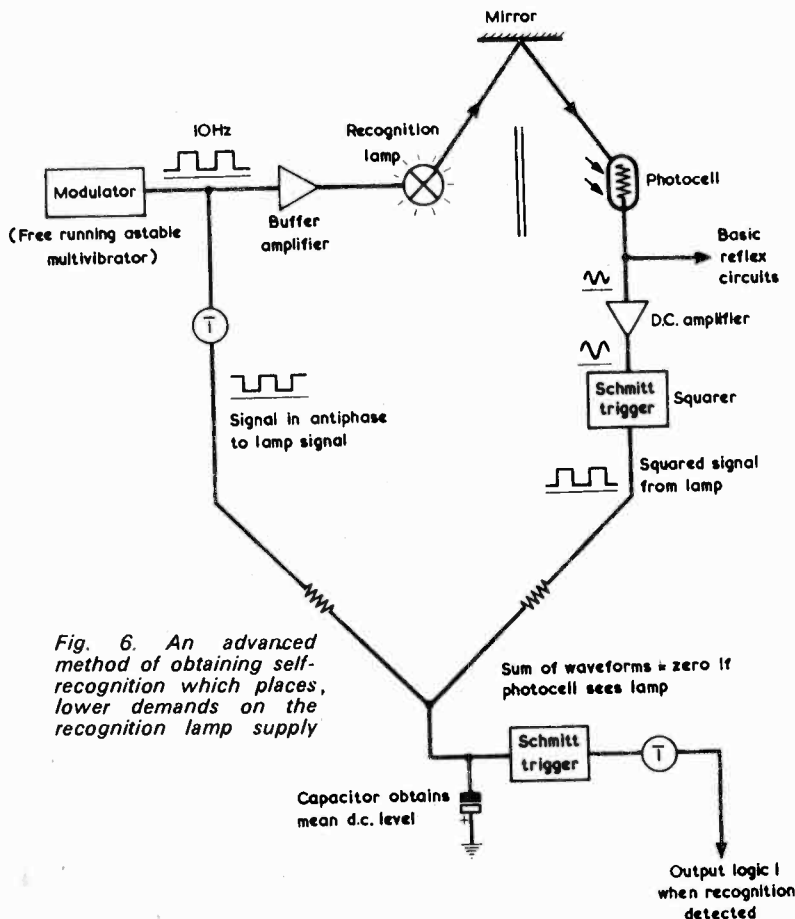 Mirror
10Hz
Recognition
lamp
Modulator
(Free running astable
multivibrator)
Buffer
amplifier
Photocell
Basic
reflex
circuits
D.C. amplifier
1
Signal in antiphase
to lamp signal
Schmitt
trigger
Squarer
Squared signal
from lamp
Fig. 6. An advanced
method of obtaining self-
recognition which places,
lower demands on the
recognition lamp supply
Sum of waveforms = zero if
photocell sees lamp
Schmitt
trigger
1
Capacitor obtains
mean d.c. level
+
Output logic 1
when recognition
detected